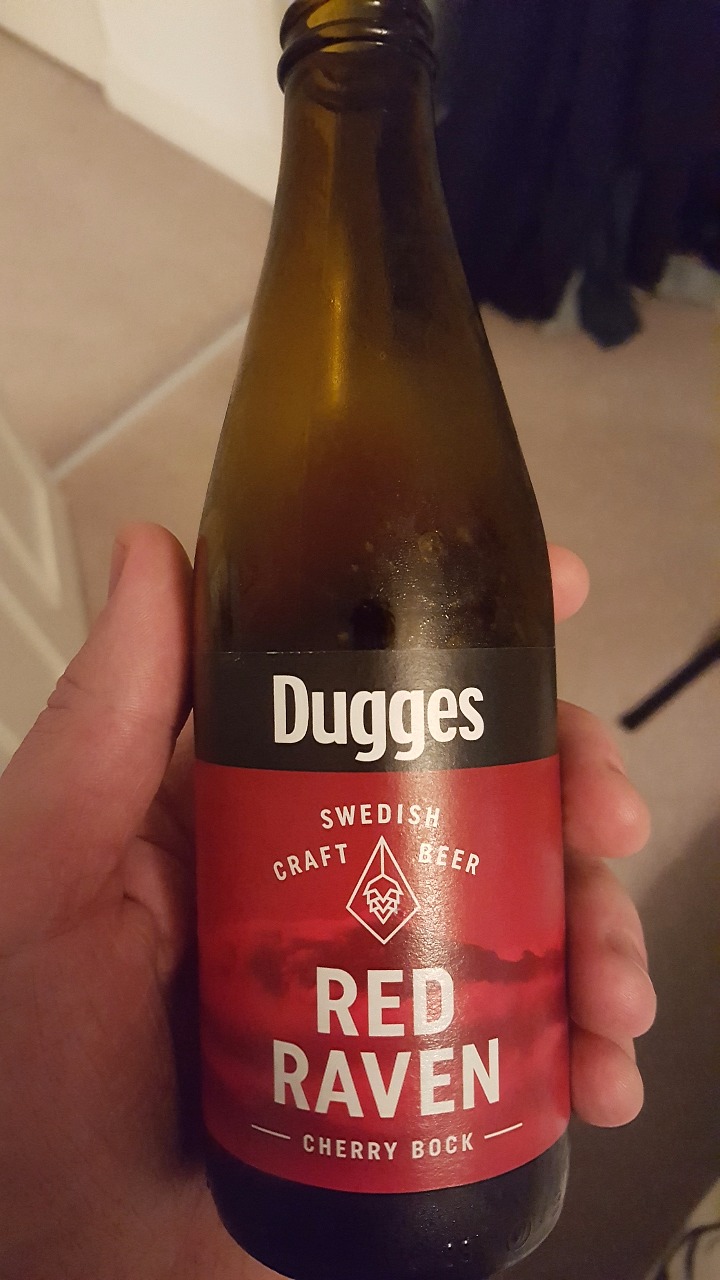 Dugges
SWEDISH
CRAFT BEER
RED
RAVEN
CHERRY BOCK